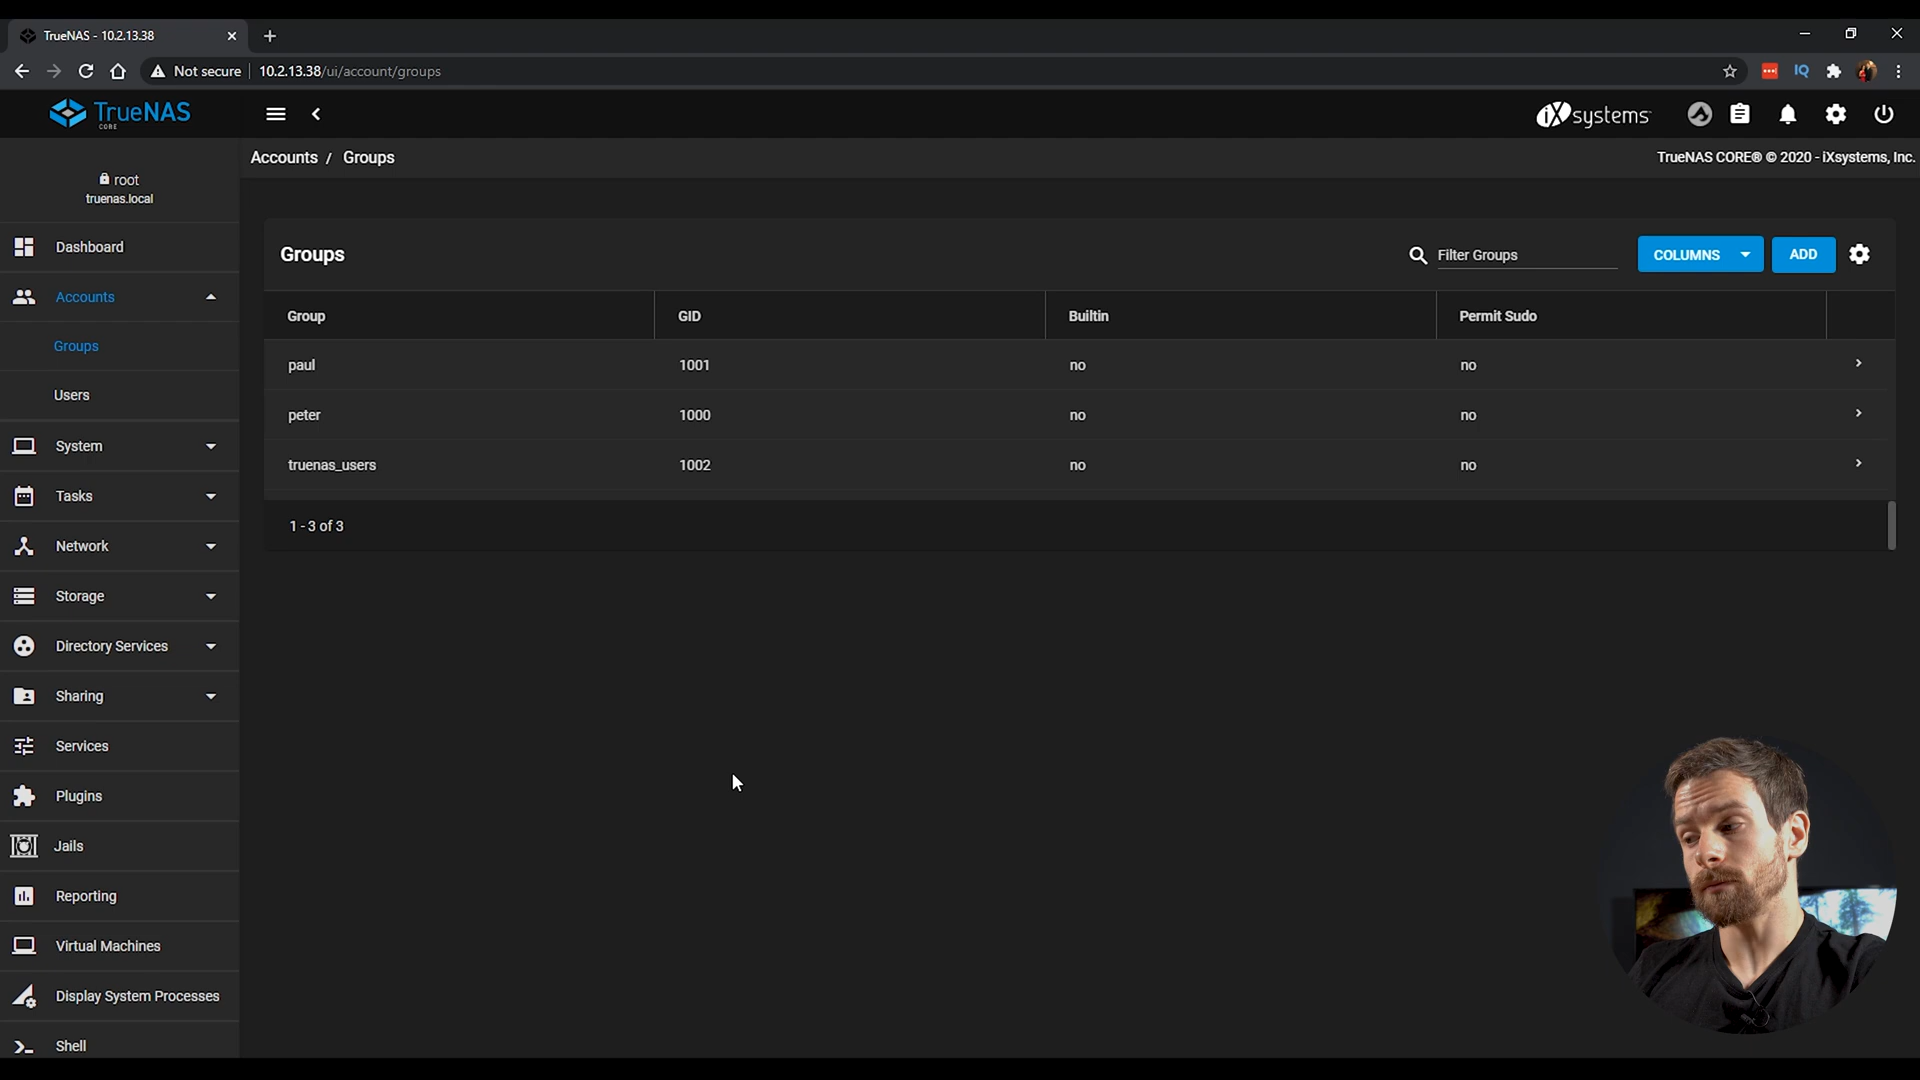 TrueNAS - 10.2.13.38
Not secure
10.2.13.38/ui/account/groups
IQ
TrueNAS
CORE
iXsystems
Accounts / Groups
TrueNAS CORE® © 2020 - iXsystems, Inc.
root
truenas.local
Dashboard
Accounts
Groups
Users
System
Tasks
Network
Storage
Directory Services
Sharing
Services
Plugins
Jails
Reporting
Virtual Machines
Display System Processes
Shell
Groups
Filter Groups
COLUMNS
ADD
Group GID Builtin Permit Sudo
paul 1001 no no
peter 1000 no no
truenas_users 1002 no no
1 - 3 of 3